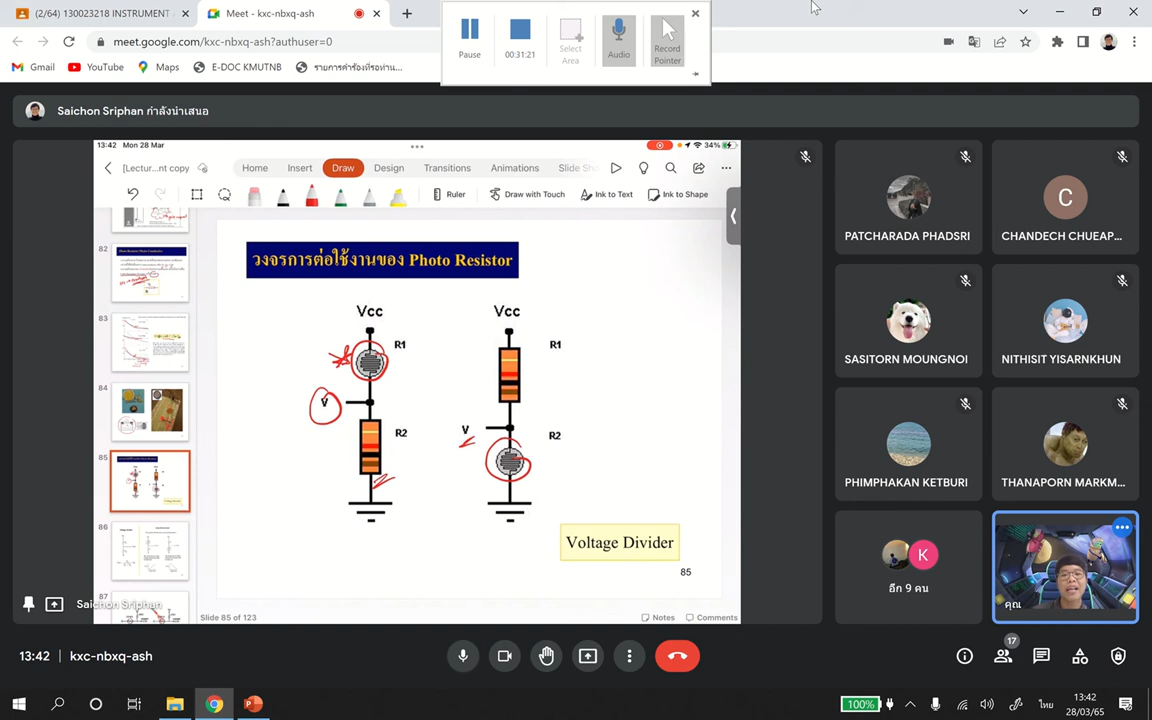 (2/64) 130023218 INSTRUMENT
Meet - kxc-nbxq-ash
Pause
00:31:21
Select
Area
Audio
Record
Pointer
meet.google.com/kxc-nbxq-ash?authuser=0
Gmail
YouTube
Maps
E-DOC KMUTNB
รายการคำร้องที่รอท่าน...
Saichon Sriphan กำลังนำเสนอ
13:42 Mon 28 Mar
34%
[Lectur...nt copy
Home
Insert
Draw
Design
Transitions
Animations
Slide Sh
Ruler
Draw with Touch
Ink to Text
Ink to Shape
82
83
84
85
86
87
วงจรการต่อใช้งานของ Photo Resistor
Vcc
R1
V
R2
Vcc
R1
V
R2
Voltage Divider
85
Slide 85 of 123
Notes
Comments
Saichon Sriphan
PATCHARADA PHADSRI
C
CHANDECH CHUEAP...
SASITORN MOUNGNOI
NITHISIT YISARNKHUN
PHIMPHAKAN KETBURI
THANAPORN MARKM...
K
อีก 9 คน
คุณ
13:42
kxc-nbxq-ash
17
100%
ไทย
13:42
28/03/65